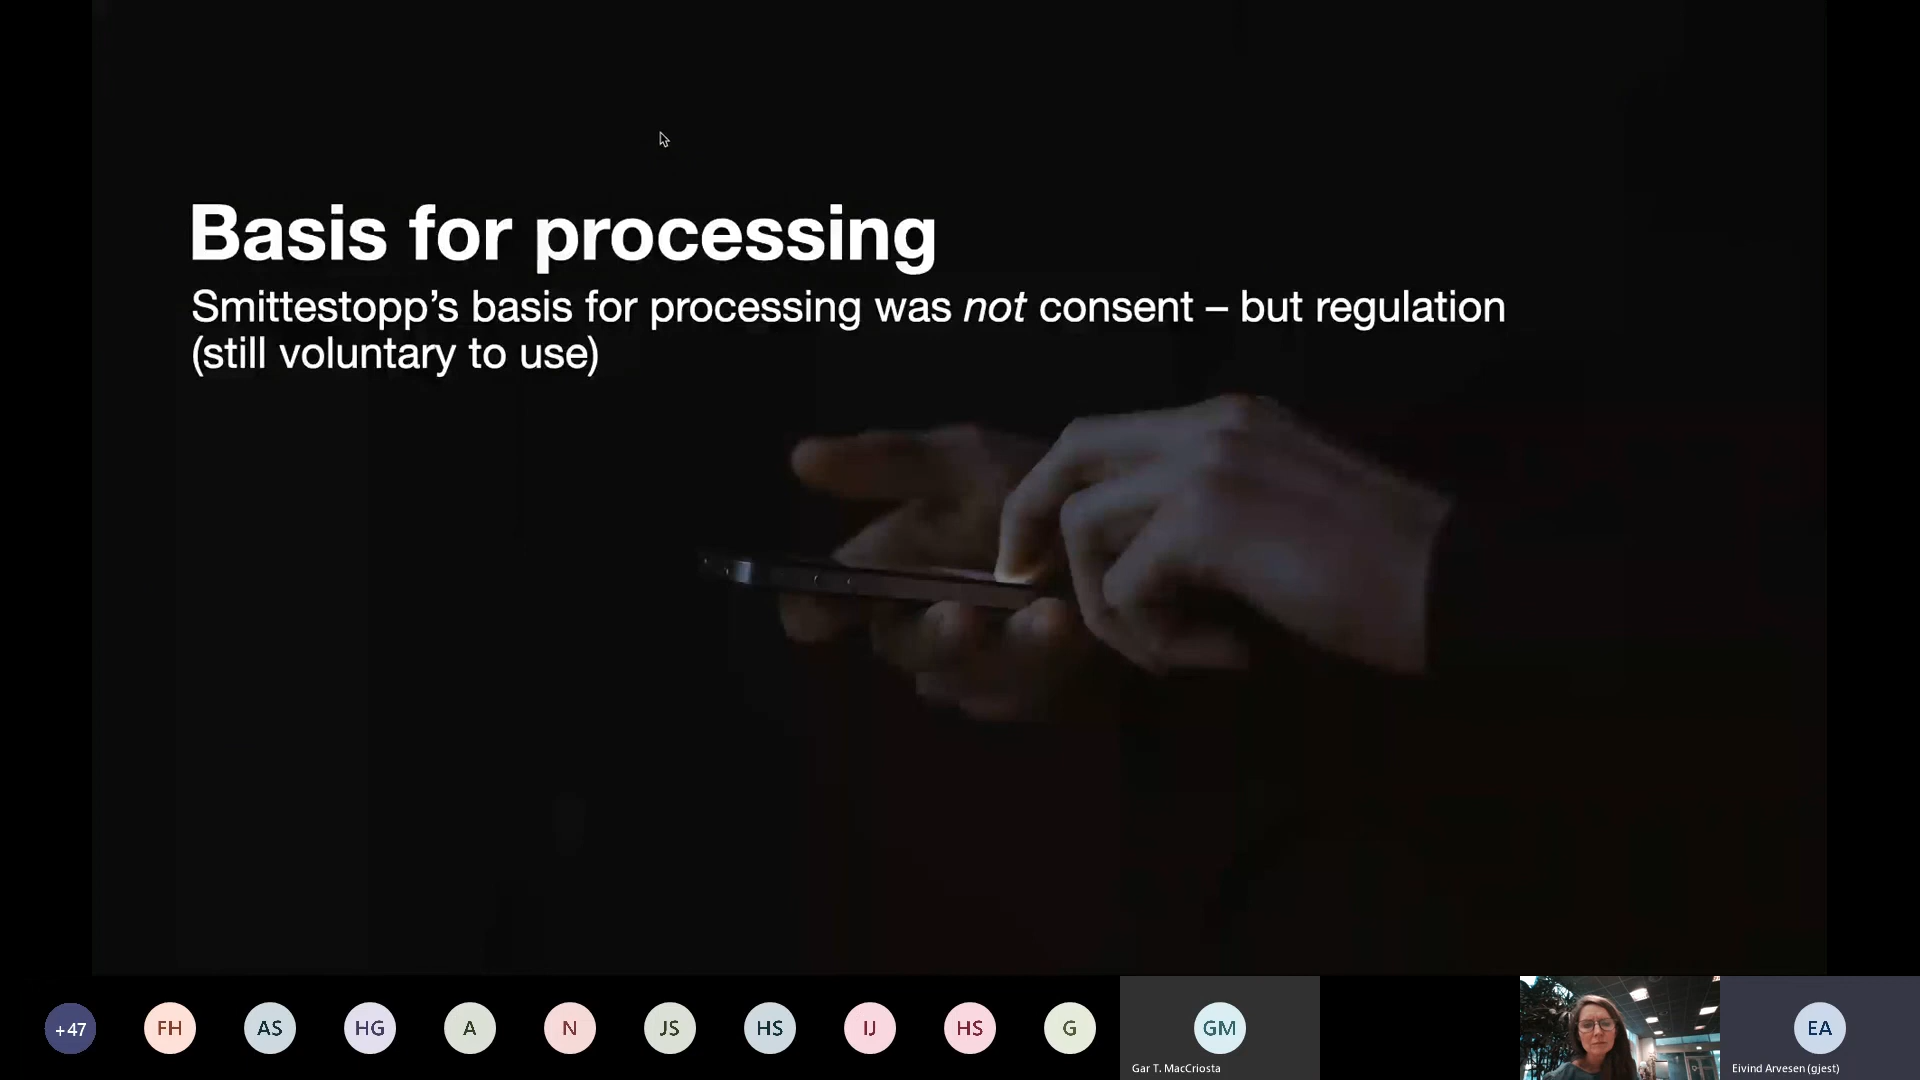 Basis for processing
Smittestopp’s basis for processing was not consent – but regulation
(still voluntary to use)
+47
FH
AS
HG
A
N
JS
HS
IJ
HS
G
GM
EA
Gar T. MacCriosta
Eivind Arvesen (gjest)